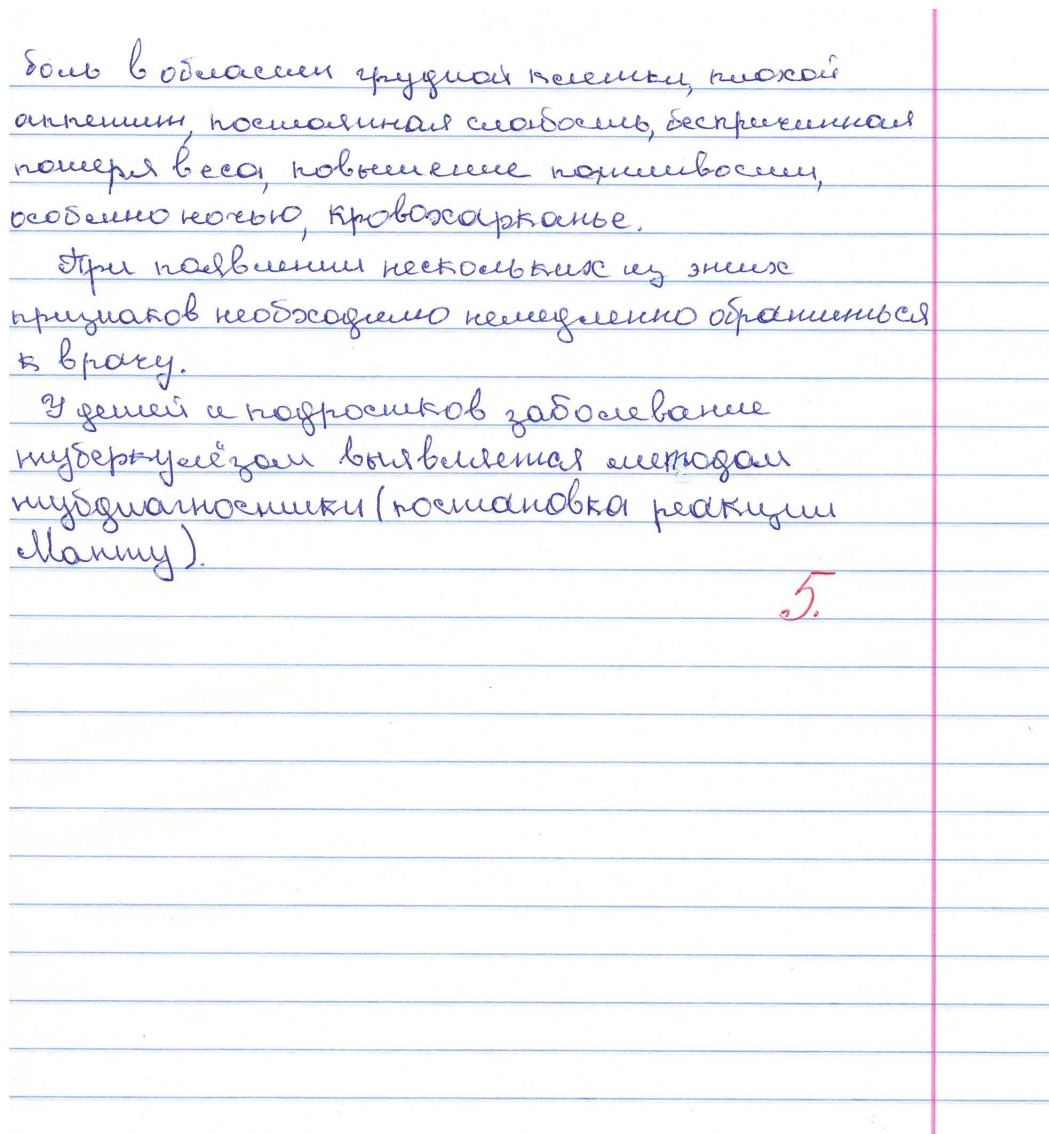 боль в области грудной клетки, плохой
аппетит, постоянная слабость, беспричинная
потеря веса, повышение потливости,
особенно ночью, кровохарканье.
При появлении нескольких из этих
признаков необходимо немедленно обратиться
к врачу.
У детей и подростков заболевание
туберкулёзом выявляется методом
тубдиагностики (постановка реакции
Манту).
5.